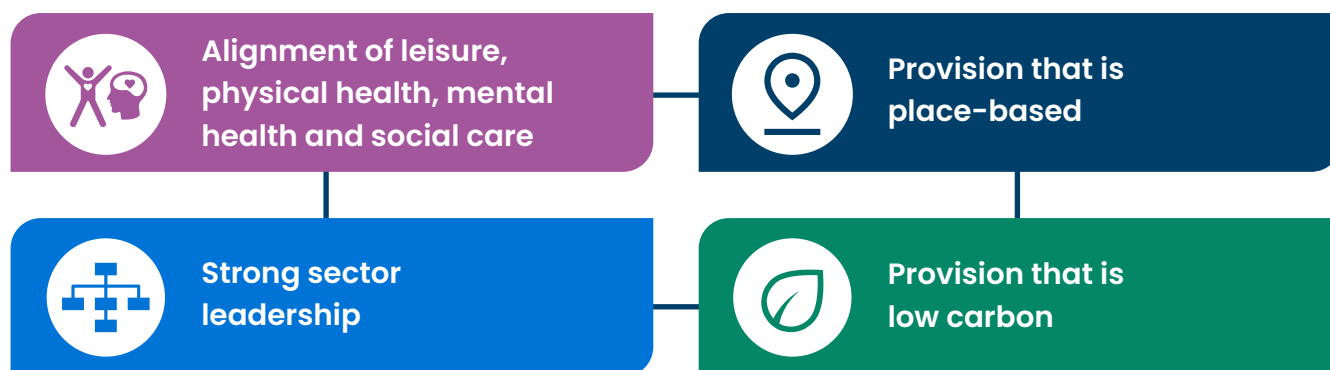 Alignment of leisure,
physical health, mental
health and social care
Provision that is
place-based
Strong sector
leadership
Provision that is
low carbon